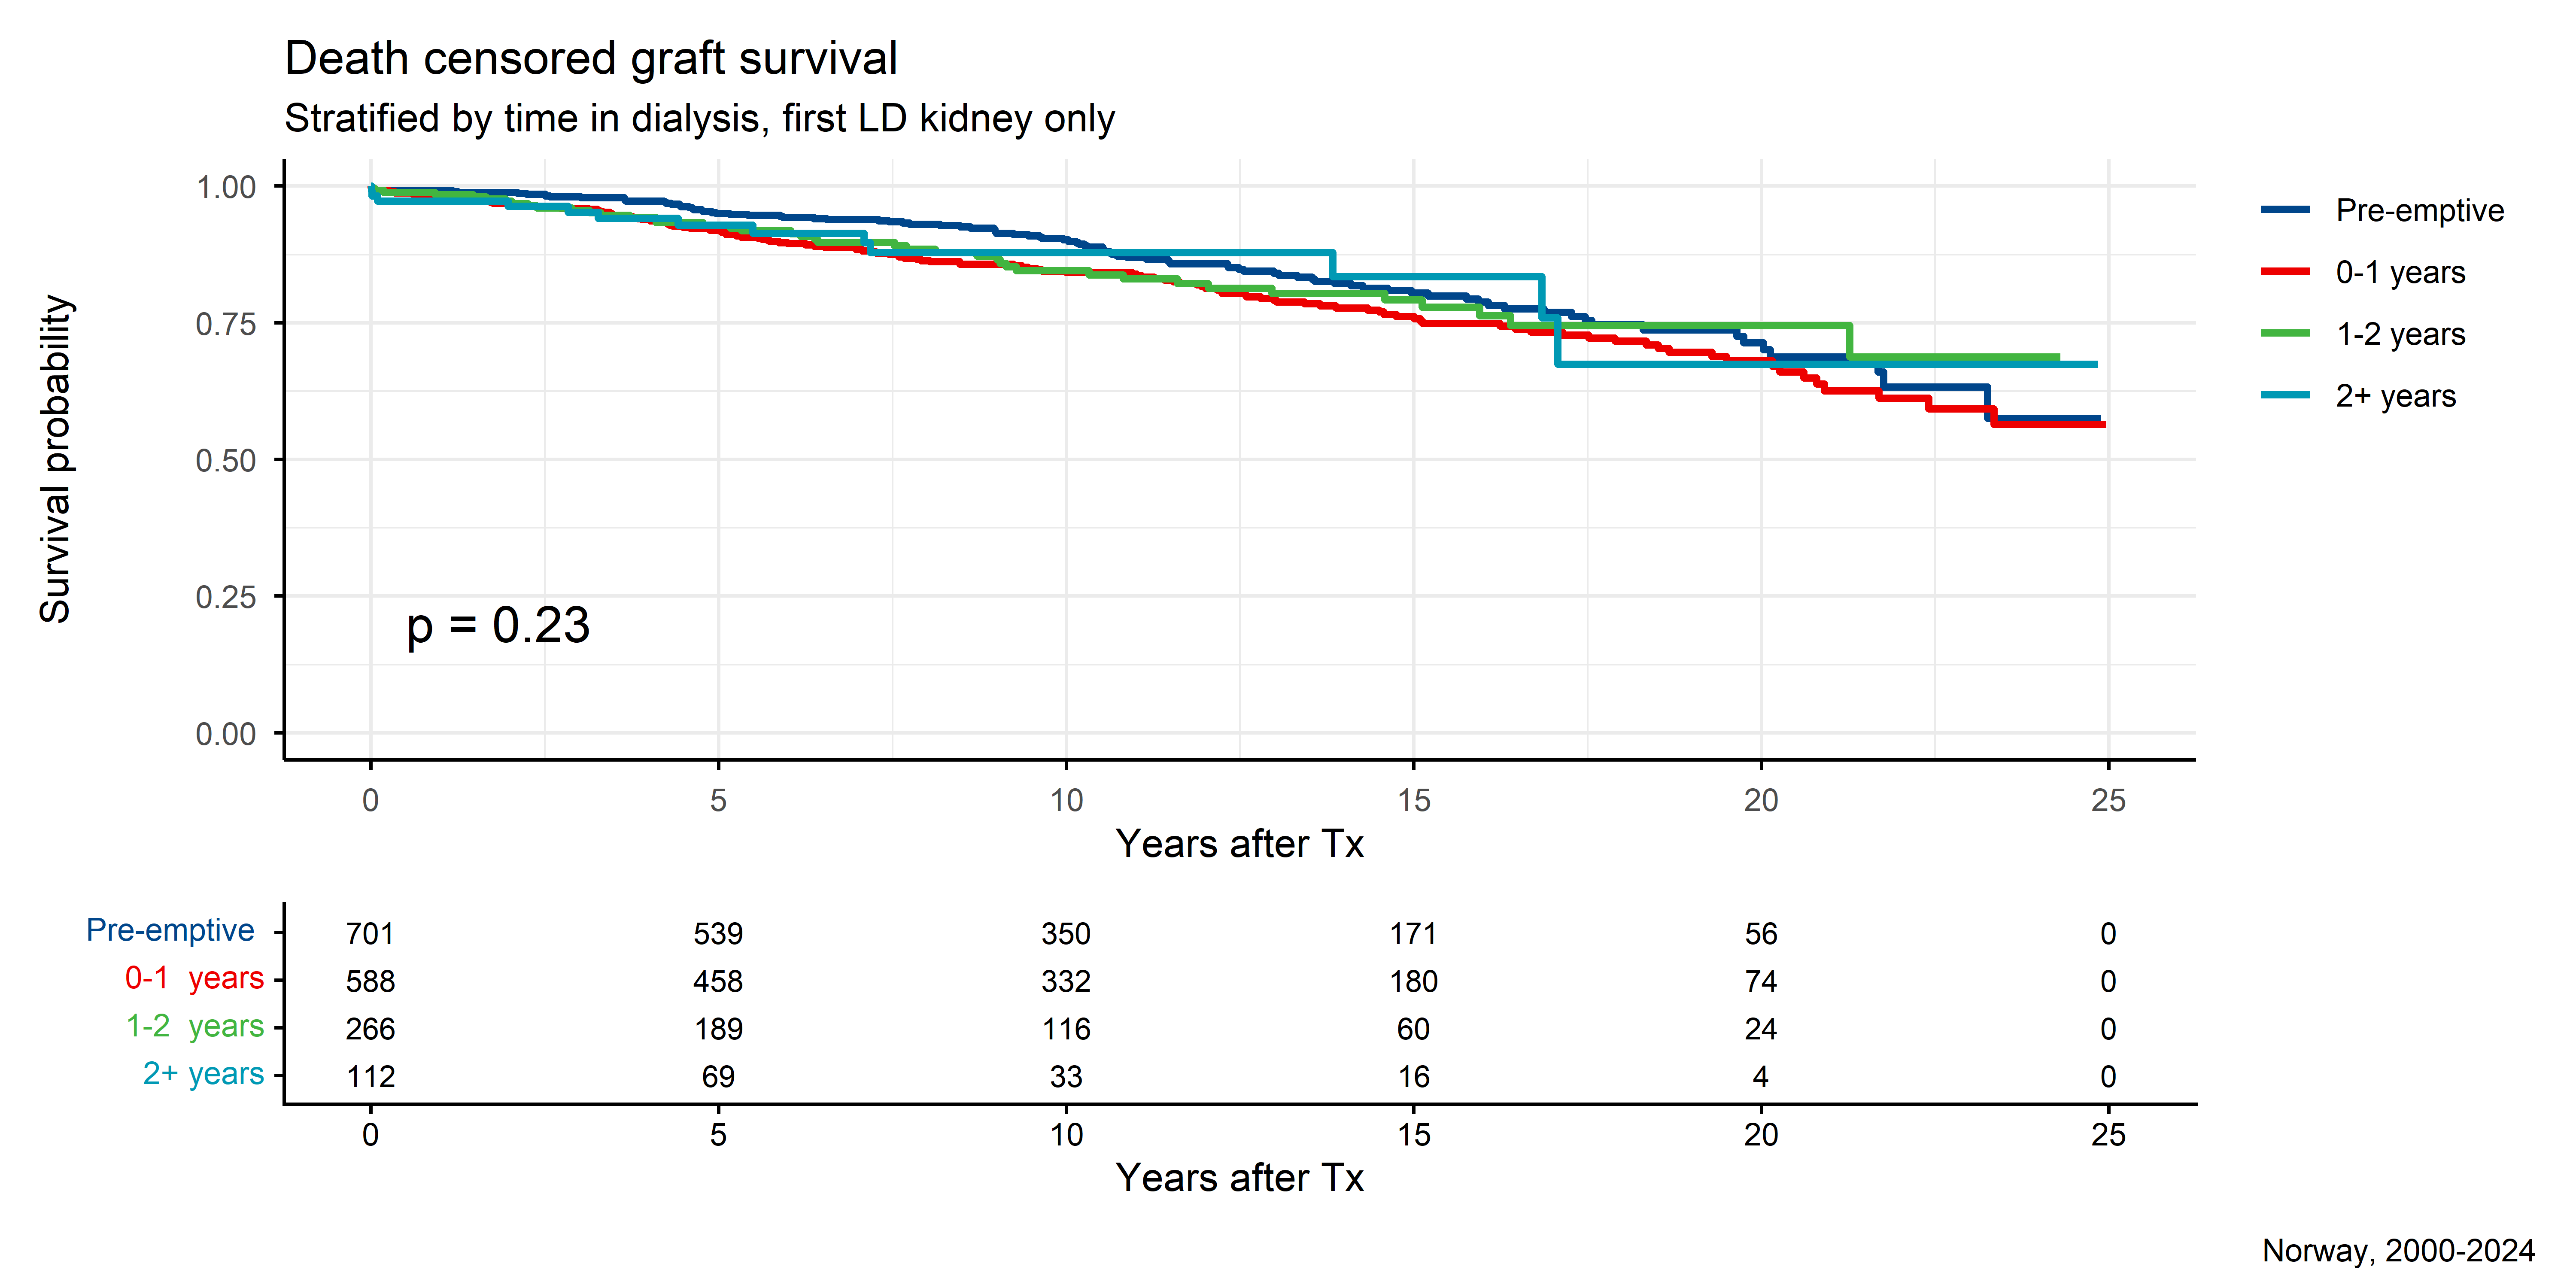 Death censored graft survival
Stratified by time in dialysis, first LD kidney only
Survival probability
1.00
0.75
0.50
0.25
0.00
p = 0.23
0 5 10 15 20 25
Years after Tx
Pre-emptive
0-1 years
1-2 years
2+ years
Pre-emptive 701 539 350 171 56 0
0-1 years 588 458 332 180 74 0
1-2 years 266 189 116 60 24 0
2+ years 112 69 33 16 4 0
0 5 10 15 20 25
Years after Tx
Norway, 2000-2024